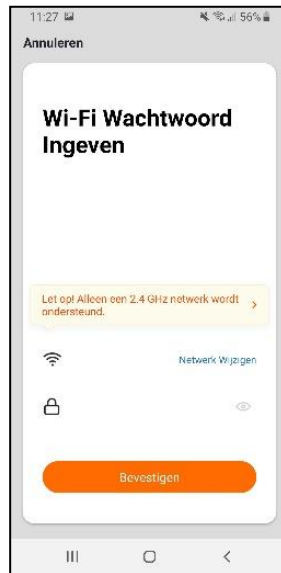 11:27 56%
Annuleren
Wi-Fi Wachtwoord
Ingeven
Let op! Alleen een 2.4 GHz netwerk wordt
ondersteund.
Netwerk Wijzigen
Bevestigen